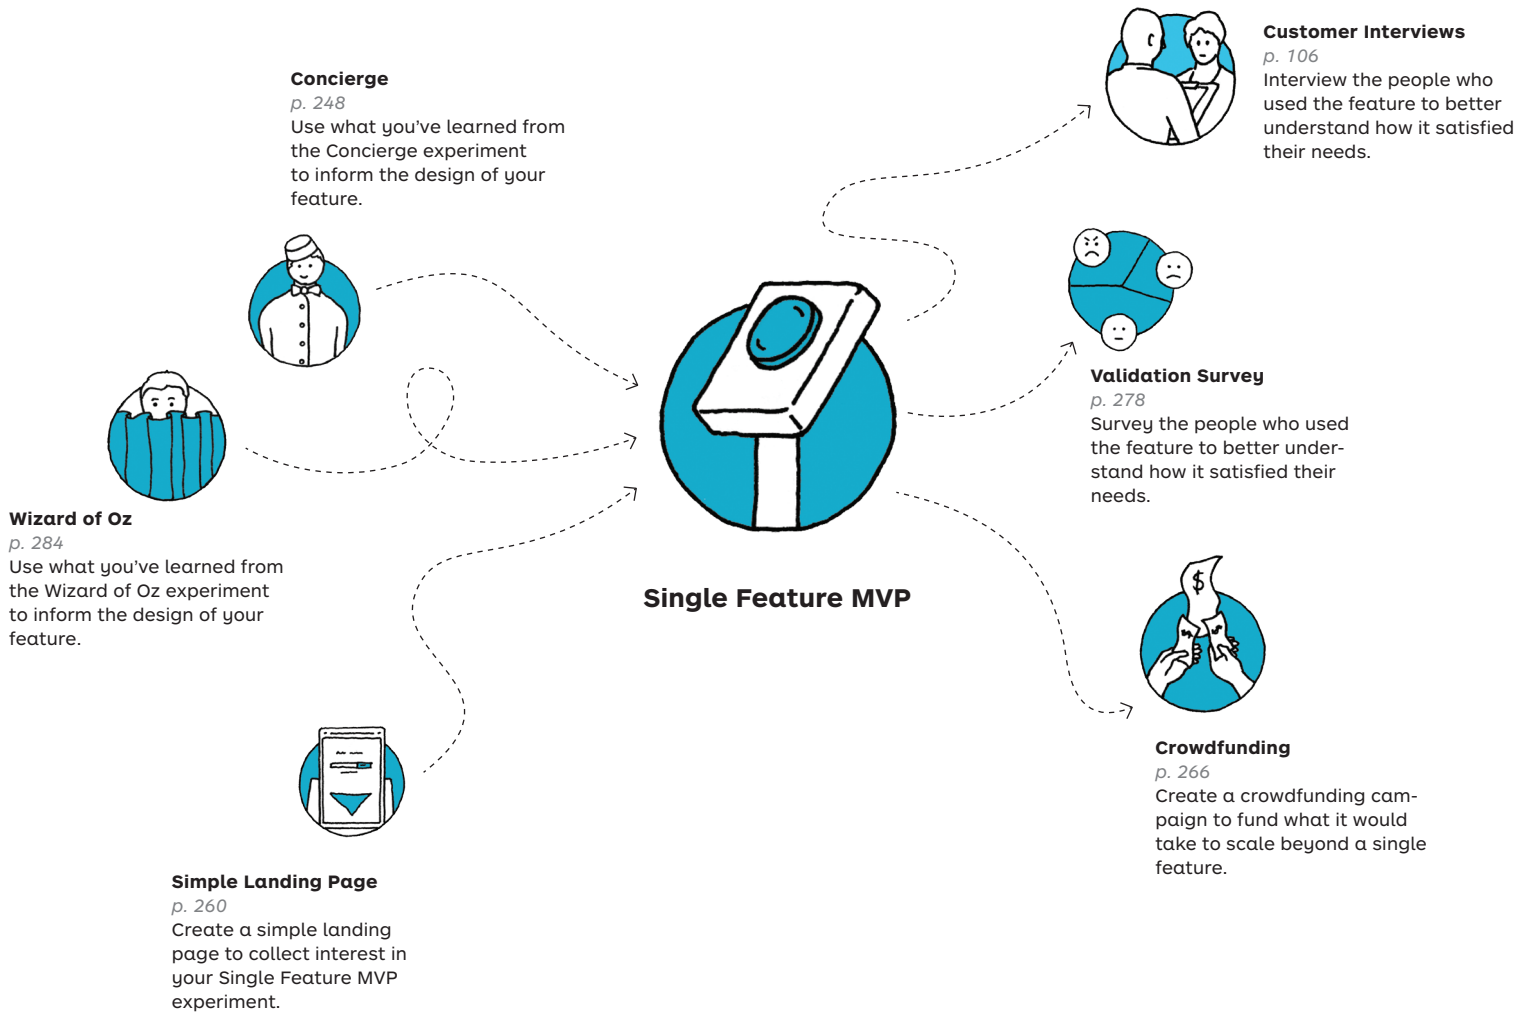 Concierge
p. 248
Use what you've learned from
the Concierge experiment
to inform the design of your
feature.
Wizard of Oz
p. 284
Use what you've learned from
the Wizard of Oz experiment
to inform the design of your
feature.
Simple Landing Page
p. 260
Create a simple landing
page to collect interest in
your Single Feature MVP
experiment.
Single Feature MVP
Customer Interviews
p. 106
Interview the people who
used the feature to better
understand how it satisfied
their needs.
Validation Survey
p. 278
Survey the people who used
the feature to better under-
stand how it satisfied their
needs.
$
Crowdfunding
p. 266
Create a crowdfunding cam-
paign to fund what it would
take to scale beyond a single
feature.